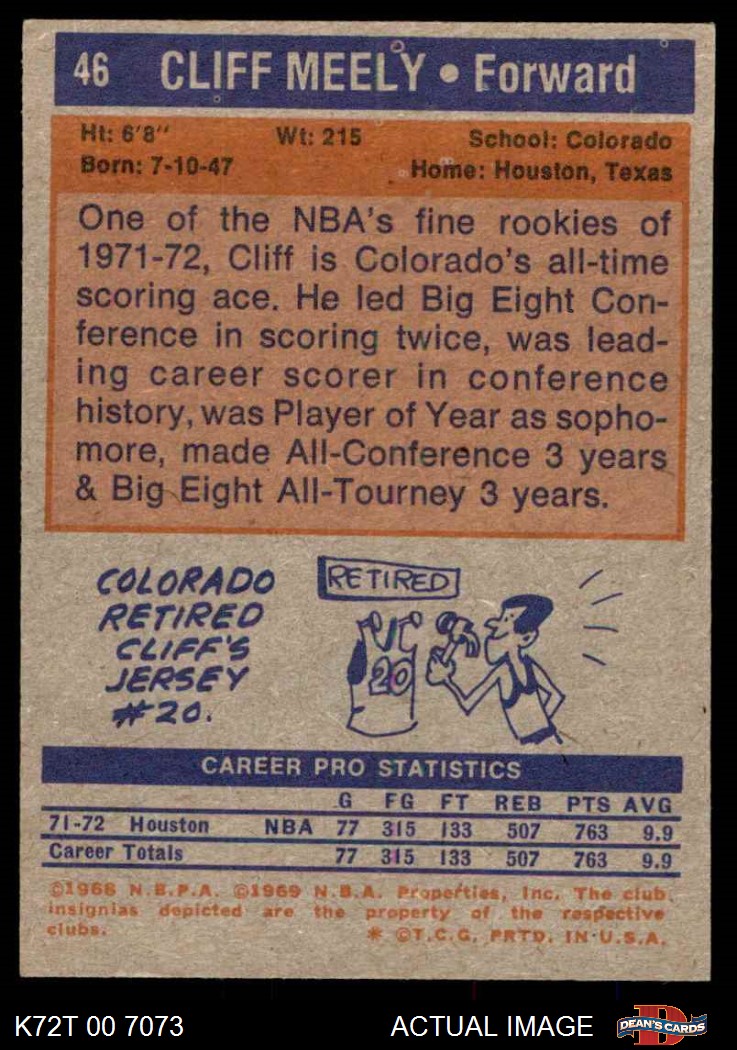 46 CLIFF MEELY • Forward
Ht: 6'8" Wt: 215 School: Colorado
Born: 7-10-47 Home: Houston, Texas
One of the NBA's fine rookies of
1971-72, Cliff is Colorado's all-time
scoring ace. He led Big Eight Con-
ference in scoring twice, was lead-
ing career scorer in conference
history, was Player of Year as sopho-
more, made All-Conference 3 years
& Big Eight All-Tourney 3 years.
COLORADO
RETIRED
CLIFF'S
JERSEY
#20.
RETIRED
20
CAREER PRO STATISTICS
G FG FT REB PTS AVG
71-72 Houston NBA 77 315 133 507 763 9.9
Career Totals 77 315 133 507 763 9.9
©1968 N.B.P.A. ©1969 N.B.A. Properties, Inc. The club
insignias depicted are the property of the respective
clubs. * ©T.C.G. PRTD. IN U.S.A.
K72T 00 7073 ACTUAL IMAGE
D
DEAN'S CARDS